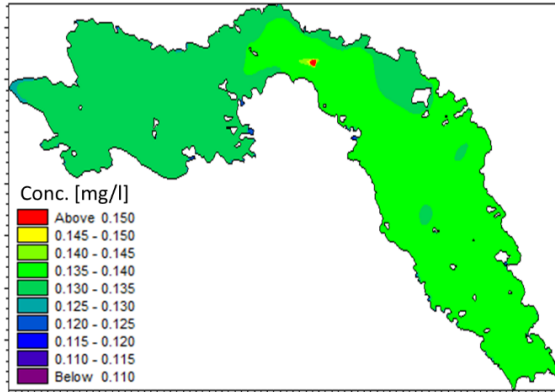 Conc. [mg/l]
Above 0.150
0.145 - 0.150
0.140 - 0.145
0.135 - 0.140
0.130 - 0.135
0.125 - 0.130
0.120 - 0.125
0.115 - 0.120
0.110 - 0.115
Below 0.110